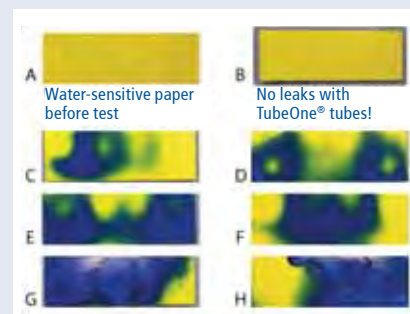 A
B
Water-sensitive paper
before test
No leaks with
TubeOne® tubes!
C
D
E
F
G
H